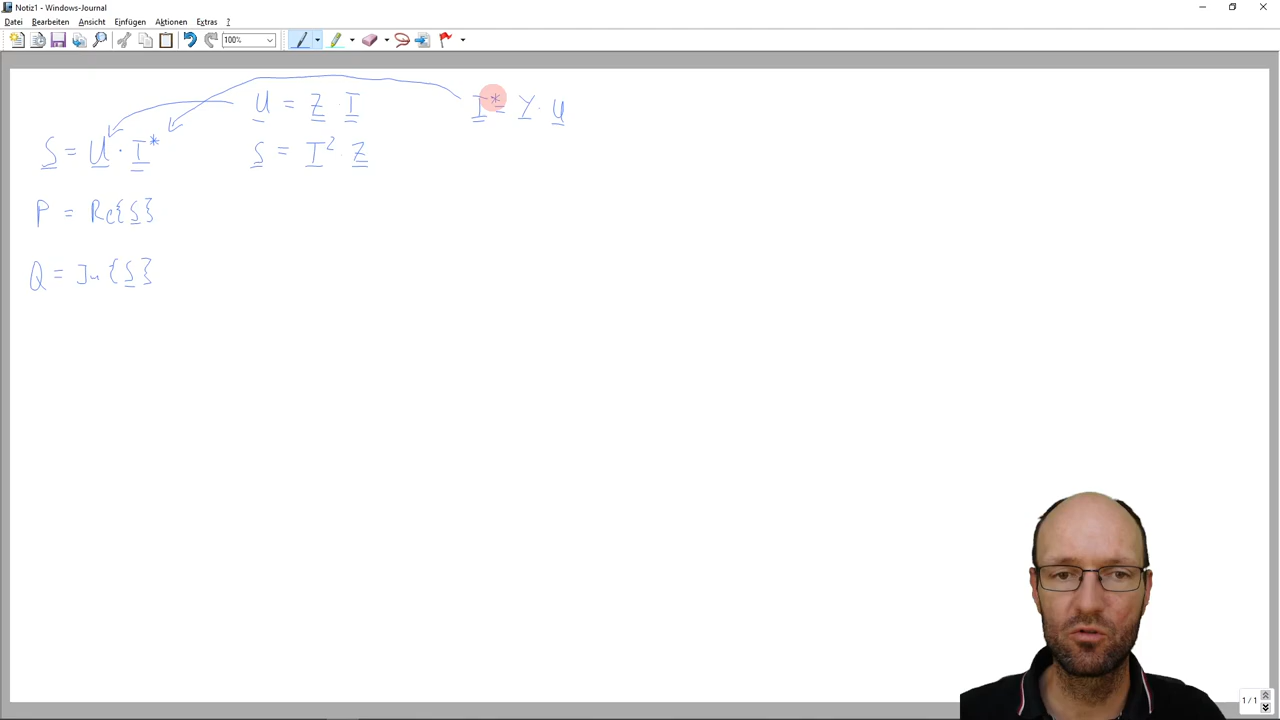 Notiz1 - Windows-Journal
Datei Bearbeiten Ansicht Einfügen Aktionen Extras ?
100%
U = Z · I
I* = Y · U
S = U · I*
S = I² · Z
P = Re{S}
Q = Im{S}
1 / 1